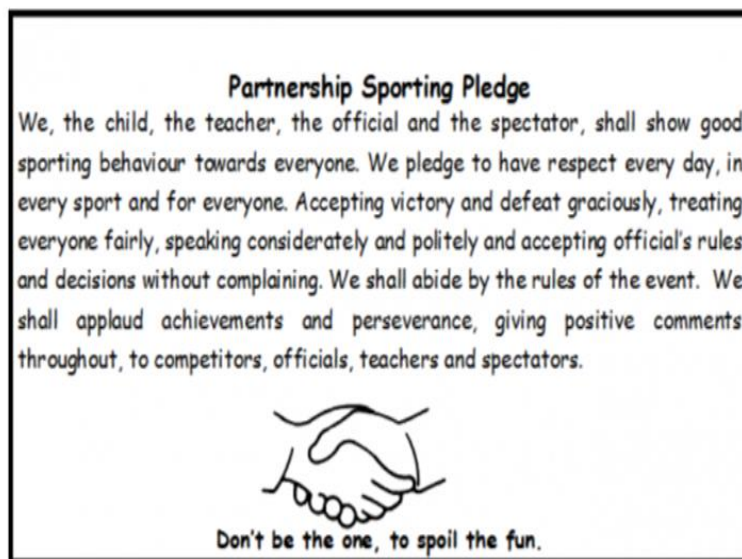 Partnership Sporting Pledge
We, the child, the teacher, the official and the spectator, shall show good
sporting behaviour towards everyone. We pledge to have respect every day, in
every sport and for everyone. Accepting victory and defeat graciously, treating
everyone fairly, speaking considerately and politely and accepting official's rules
and decisions without complaining. We shall abide by the rules of the event. We
shall applaud achievements and perseverance, giving positive comments
throughout, to competitors, officials, teachers and spectators.
Don't be the one, to spoil the fun.